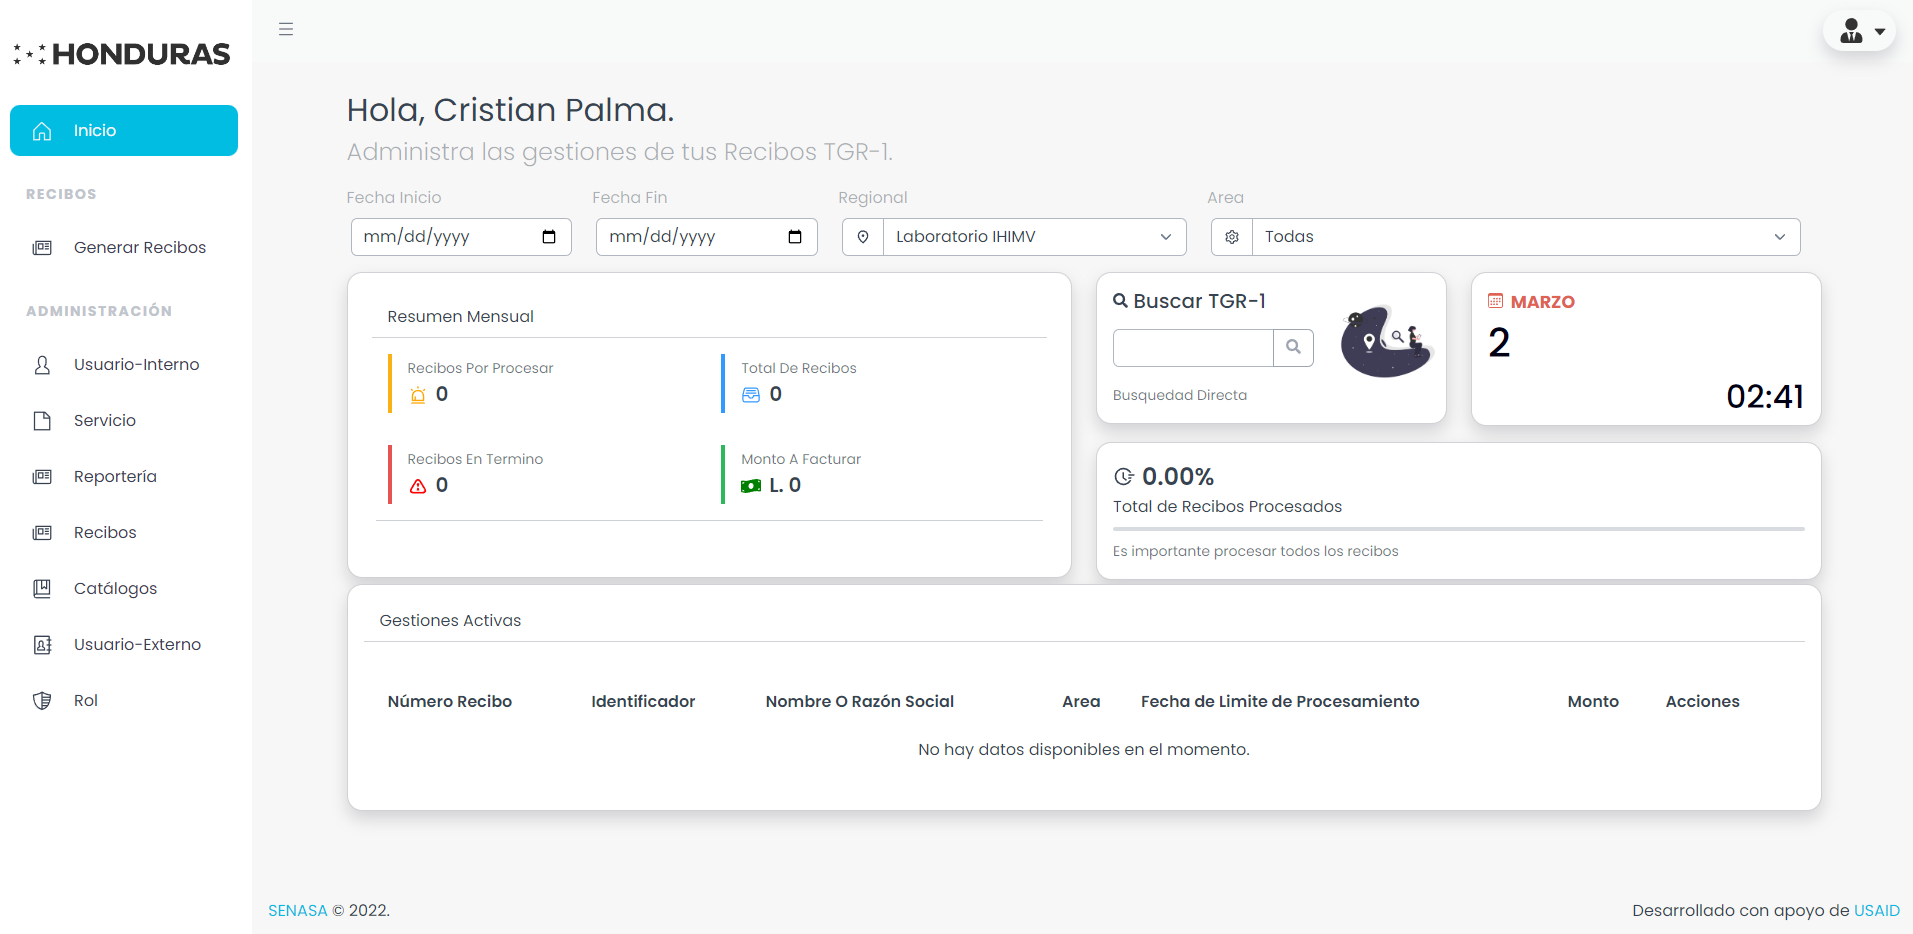 HONDURAS
Inicio
RECIBOS
Generar Recibos
ADMINISTRACIÓN
Usuario-Interno
Servicio
Reportería
Recibos
Catálogos
Usuario-Externo
Rol
Hola, Cristian Palma.
Administra las gestiones de tus Recibos TGR-1.
Fecha Inicio
Fecha Fin
Regional
Area
mm/dd/yyyy
mm/dd/yyyy
Laboratorio IHIMV
Todas
Resumen Mensual
Recibos Por Procesar
0
Total De Recibos
0
Recibos En Termino
0
Monto A Facturar
L. 0
Buscar TGR-1
Busquedad Directa
MARZO
2
02:41
0.00%
Total de Recibos Procesados
Es importante procesar todos los recibos
Gestiones Activas
Número Recibo Identificador Nombre O Razón Social Area Fecha de Limite de Procesamiento Monto Acciones
No hay datos disponibles en el momento.
SENASA © 2022.
Desarrollado con apoyo de USAID